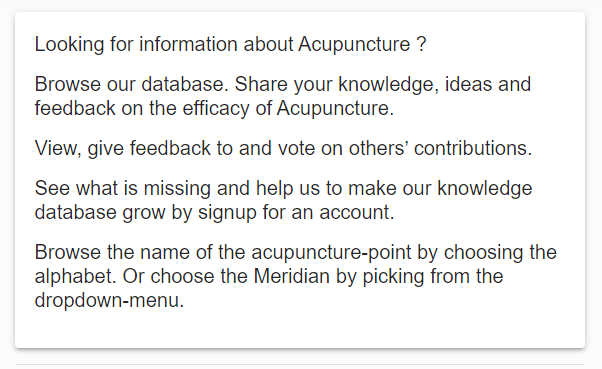 Looking for information about Acupuncture ?
Browse our database. Share your knowledge, ideas and
feedback on the efficacy of Acupuncture.
View, give feedback to and vote on others’ contributions.
See what is missing and help us to make our knowledge
database grow by signup for an account.
Browse the name of the acupuncture-point by choosing the
alphabet. Or choose the Meridian by picking from the
dropdown-menu.